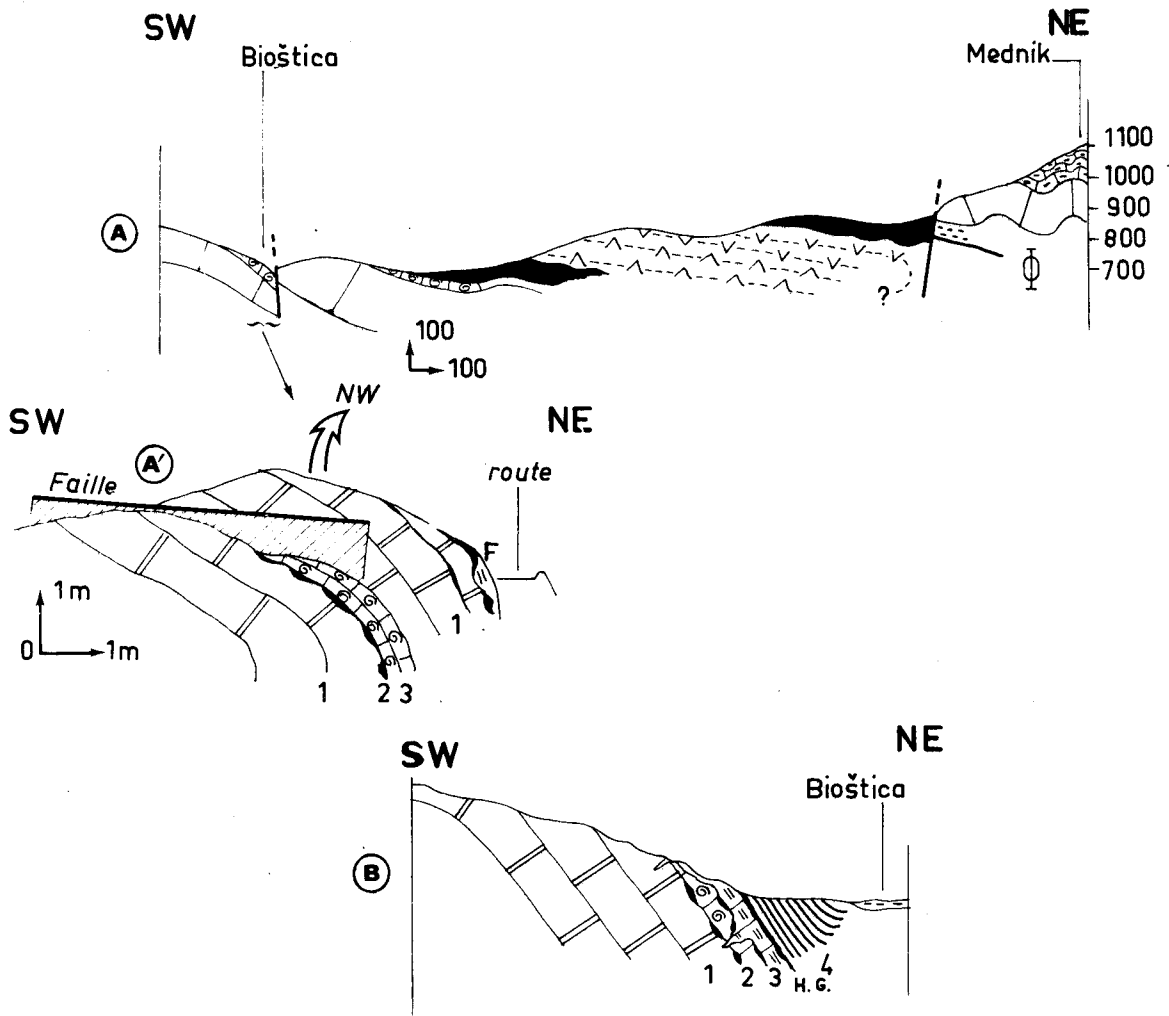 SW
NE
Bioštica
Mednik
1100
1000
900
800
700
A
?
100
100
SW
NW
NE
A'
Faille
route
F
1m
0
1m
1
1
2
3
SW
NE
Bioštica
B
1
2
3
H.G.
4